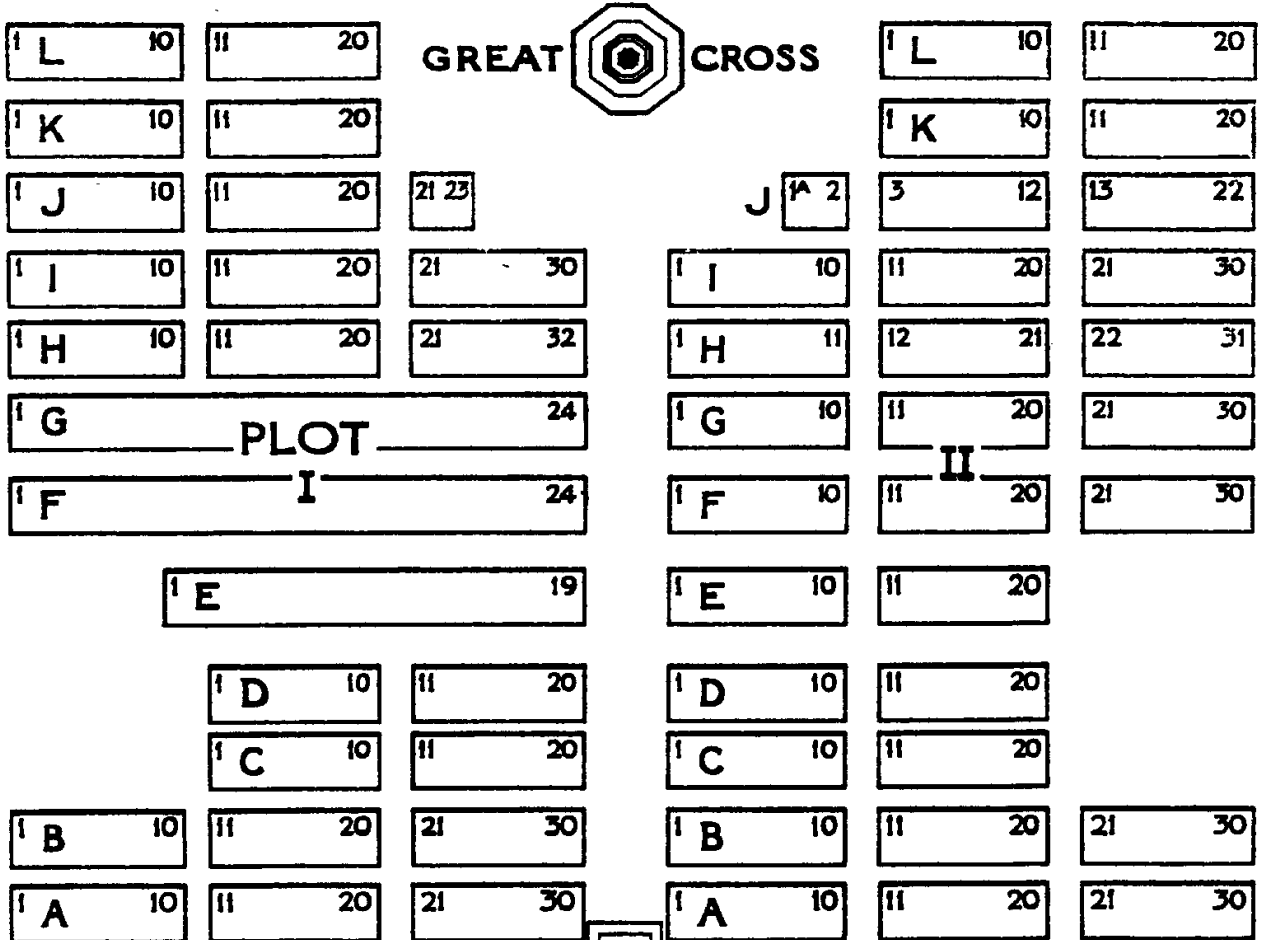 1 L 10 11 20 GREAT CROSS 1 L 10 11 20
1 K 10 11 20 1 K 10 11 20
1 J 10 11 20 21 23 J 1A 2 3 12 13 22
1 I 10 11 20 21 30 1 I 10 11 20 21 30
1 H 10 11 20 21 32 1 H 11 12 21 22 31
1 G 24 1 G 10 11 20 21 30
PLOT
I II
1 F 24 1 F 10 11 20 21 30
1 E 19 1 E 10 11 20
1 D 10 11 20 1 D 10 11 20
1 C 10 11 20 1 C 10 11 20
1 B 10 11 20 21 30 1 B 10 11 20 21 30
1 A 10 11 20 21 30 1 A 10 11 20 21 30